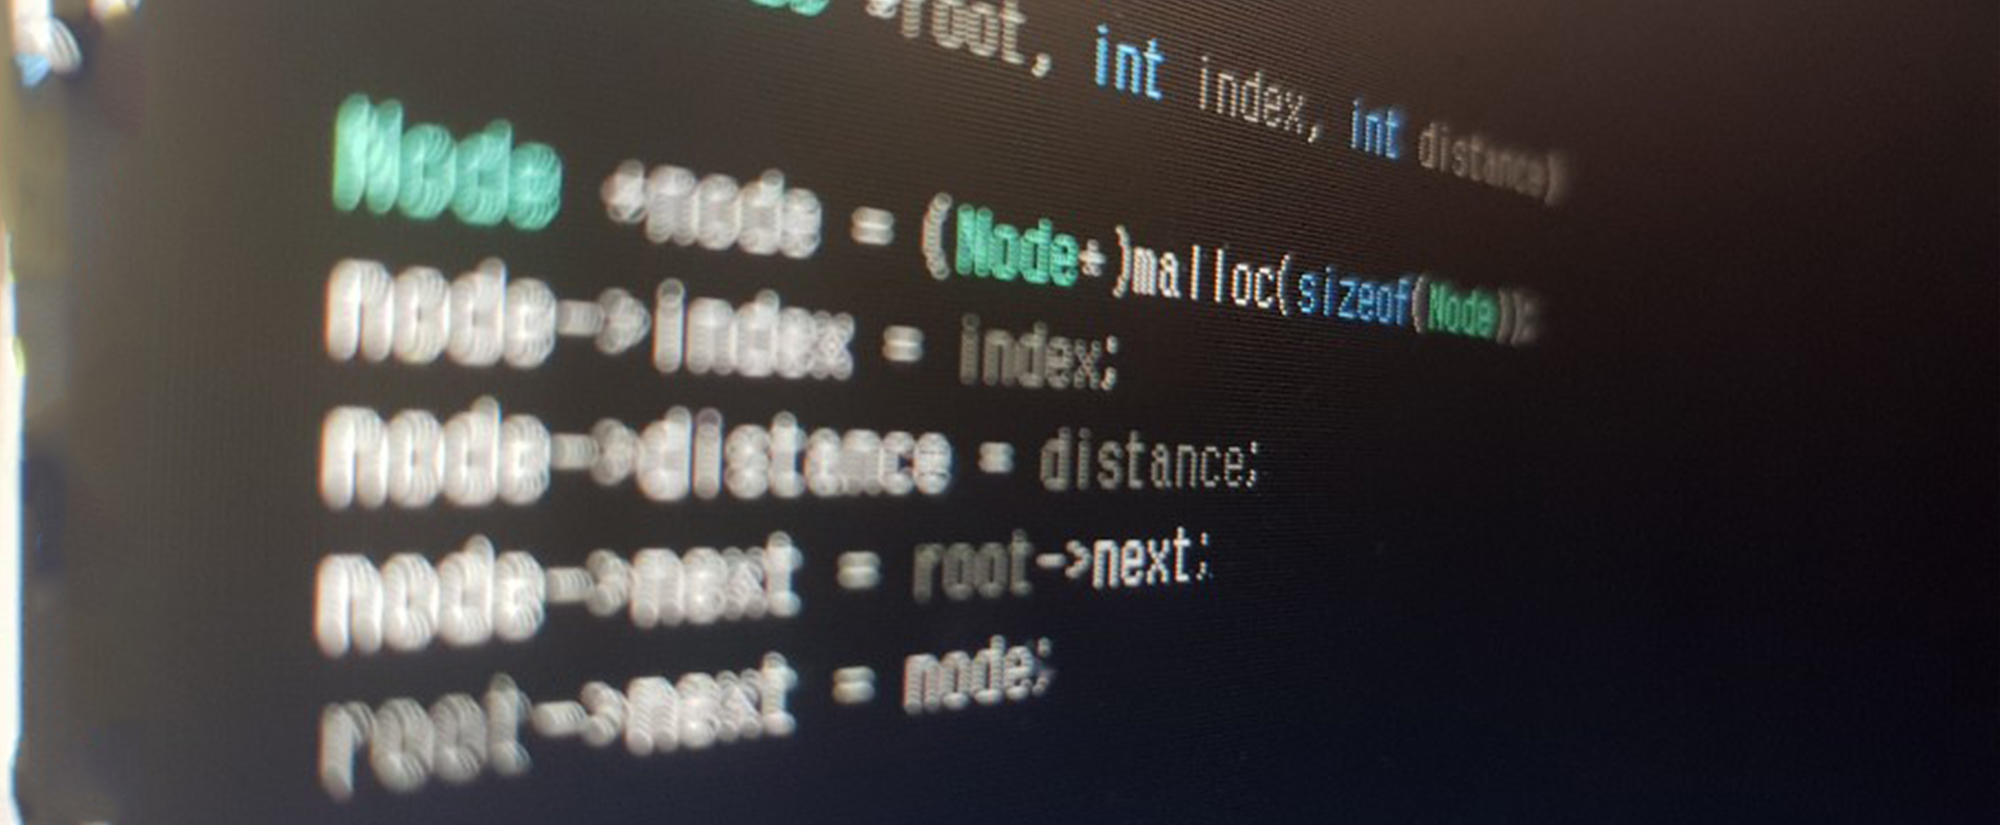 *root, int index, int distance)
Node *node = (Node*)malloc(sizeof(Node));
node->index = index;
node->distance = distance;
node->next = root->next;
root->next = node;